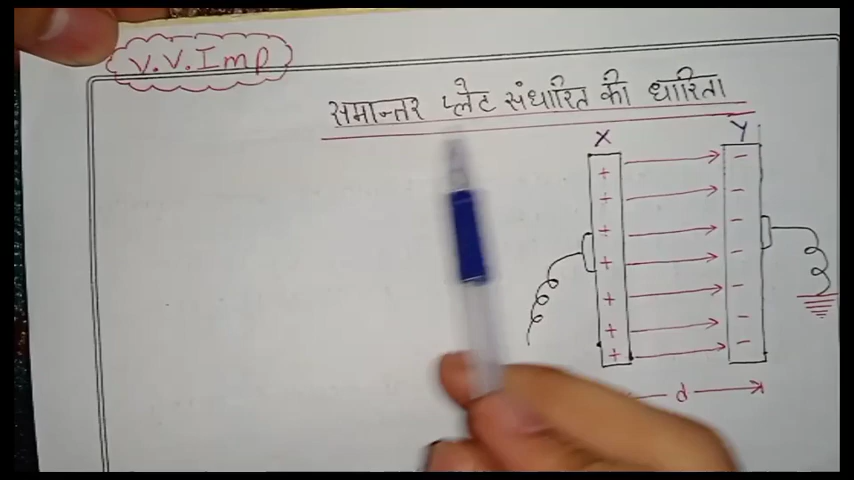 V.V.Imp
समान्तर प्लेट संधारित की धारिता
X Y
+ -
+ -
+ -
+ -
+ -
+ -
+ -
d